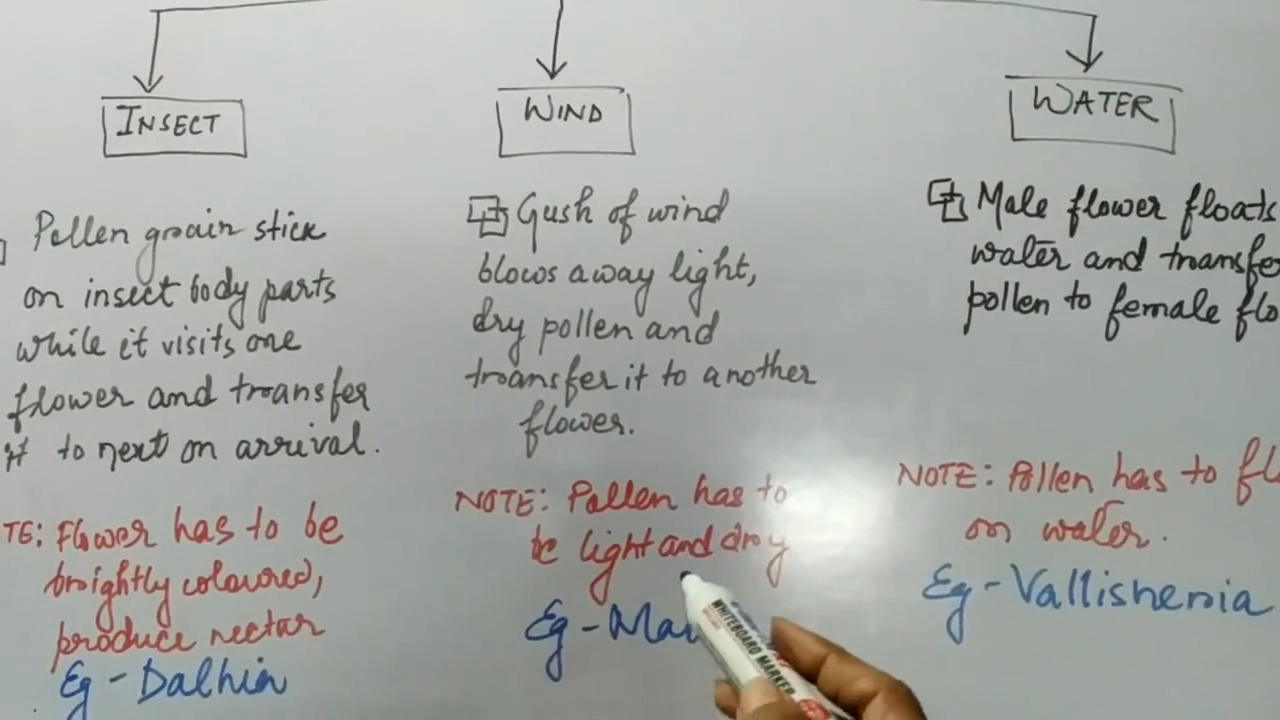 INSECT
Pollen grain stick
on insect body parts
while it visits one
flower and transfer
it to next on arrival.
TE: Flower has to be
brightly coloured,
produce nectar
Eg - Dalhia
WIND
Gush of wind
blows away light,
dry pollen and
transfer it to another
flower.
NOTE: Pollen has to
be light and dry
Eg -
WHITEBOARD MARKER
WATER
Male flower floats
water and transfer
pollen to female flo
NOTE: Pollen has to fl
on water.
Eg - Vallisneria